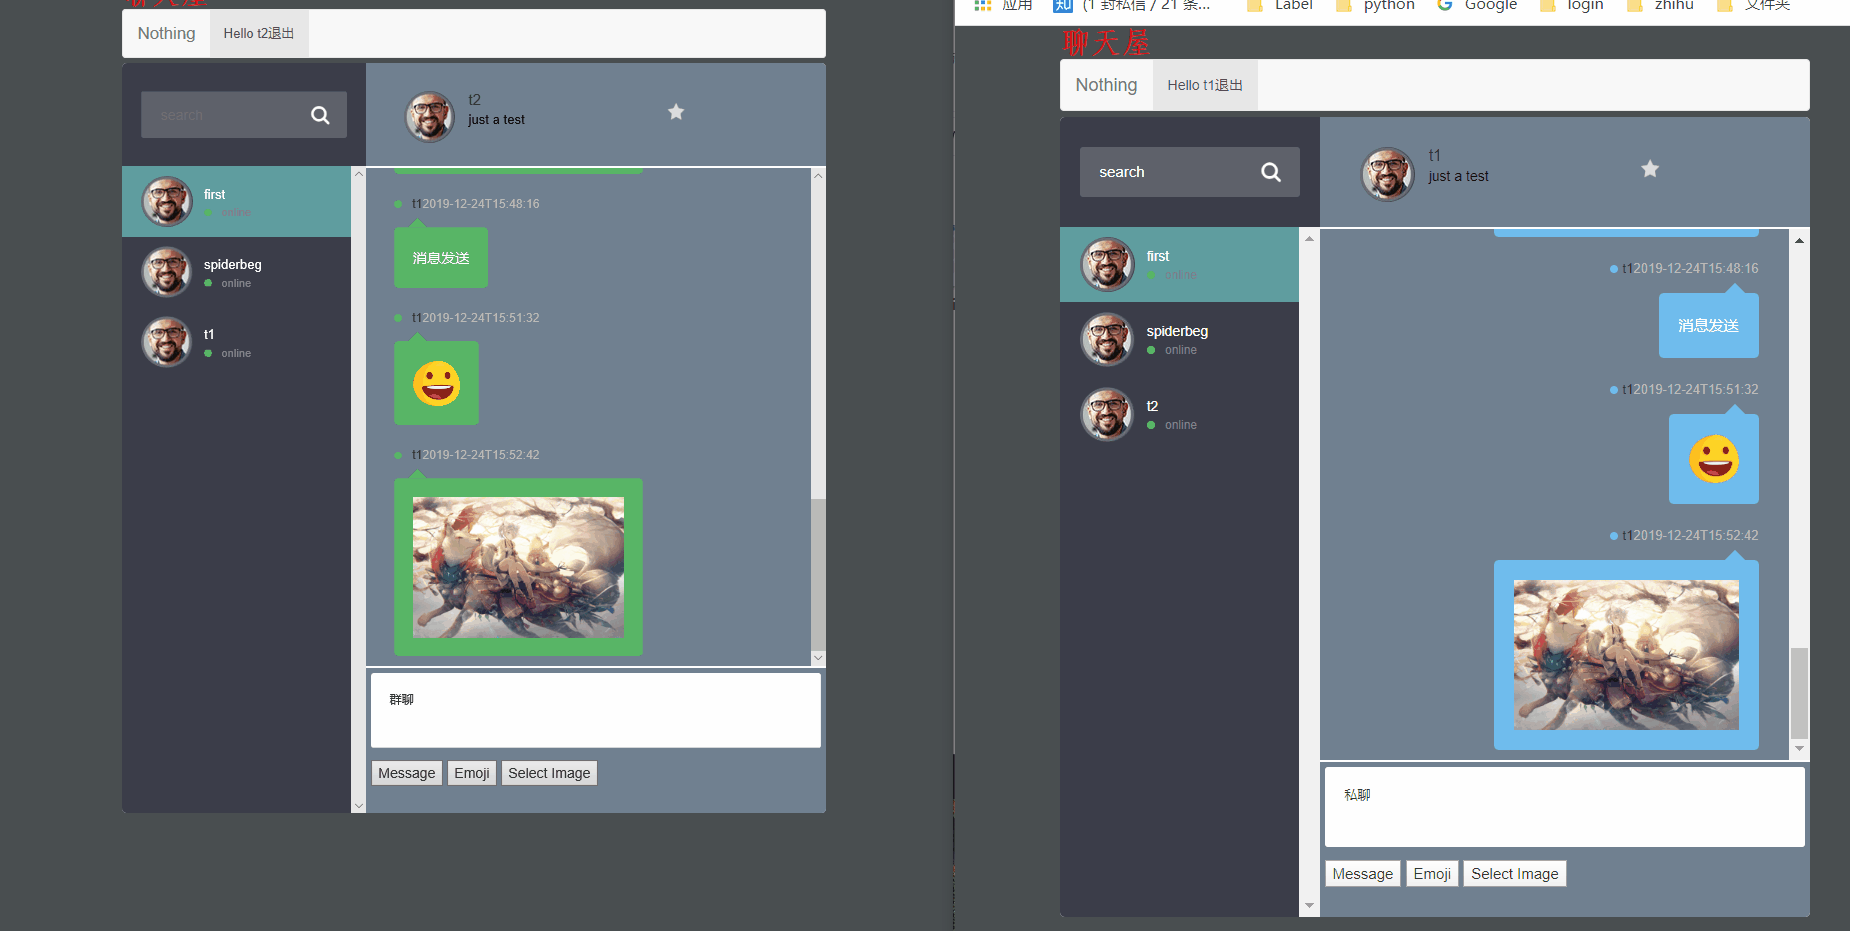 聊天屋
Nothing
Hello t2退出
search
t2
just a test
first
online
spiderbeg
online
t1
online
t12019-12-24T15:48:16
消息发送
t12019-12-24T15:51:32
t12019-12-24T15:52:42
群聊
Message
Emoji
Select Image
应用
知
(1 封私信 / 21 条...
Label
python
Google
login
zhihu
文件夹
聊天屋
Nothing
Hello t1退出
search
t1
just a test
first
online
spiderbeg
online
t2
online
t12019-12-24T15:48:16
消息发送
t12019-12-24T15:51:32
t12019-12-24T15:52:42
私聊
Message
Emoji
Select Image